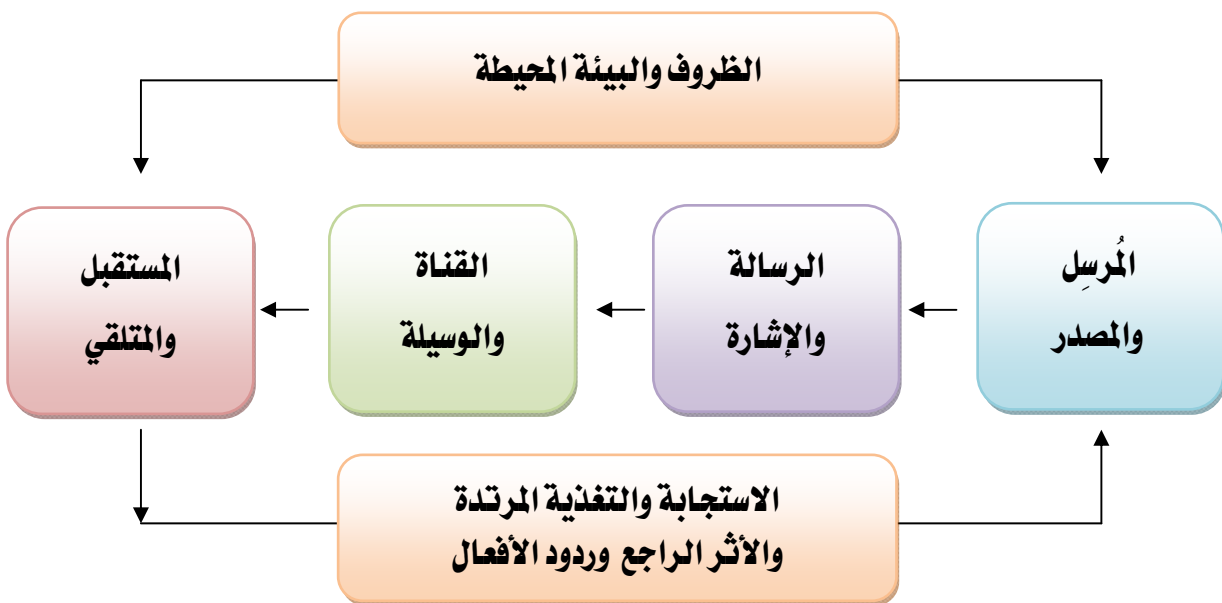 الظروف والبيئة المحيطة
المُرسِل
والمصدر
الرسالة
والإشارة
القناة
والوسيلة
المستقبل
والمتلقي
الاستجابة والتغذية المرتدة
والأثر الراجع وردود الأفعال